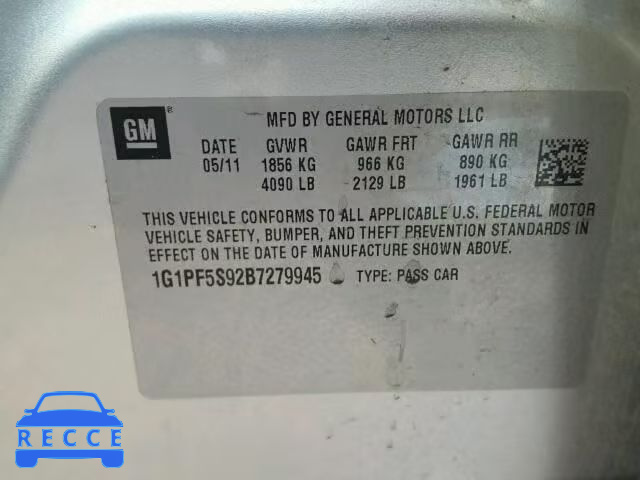 GM ®
MFD BY GENERAL MOTORS LLC
DATE GVWR GAWR FRT GAWR RR
05/11 1856 KG 966 KG 890 KG
4090 LB 2129 LB 1961 LB
THIS VEHICLE CONFORMS TO ALL APPLICABLE U.S. FEDERAL MOTOR
VEHICLE SAFETY, BUMPER, AND THEFT PREVENTION STANDARDS IN
EFFECT ON THE DATE OF MANUFACTURE SHOWN ABOVE.
1G1PF5S92B7279945 TYPE: PASS CAR
RECCE